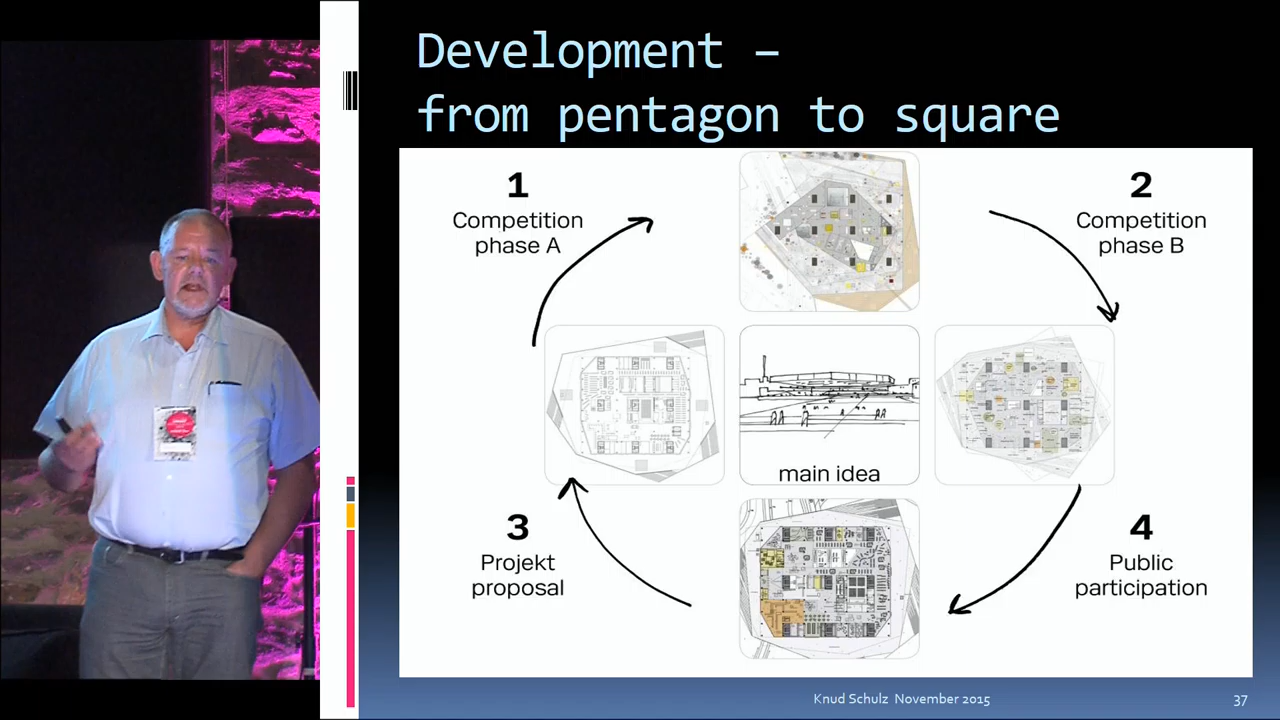 Development –
from pentagon to square
1
Competition
phase A
2
Competition
phase B
main idea
3
Projekt
proposal
4
Public
participation
Knud Schulz November 2015
37